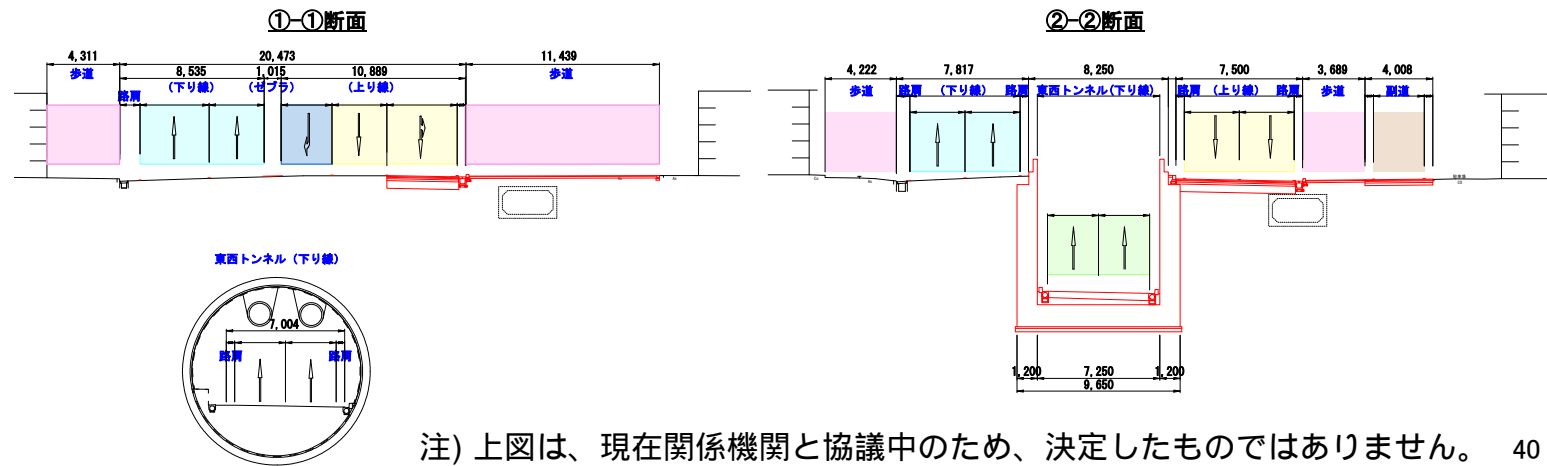 ①-①断面
4,311
20,473
11,439
歩道
8,535
1,015
10,889
歩道
(下り線)
(ゼブラ)
(上り線)
路肩
東西トンネル (下り線)
7,004
路肩
路肩
②-②断面
4,222
7,817
8,250
7,500
3,689
4,008
歩道
路肩
(下り線)
路肩
東西トンネル(下り線)
路肩
(上り線)
路肩
歩道
副道
1,200
7,250
1,200
9,650
注) 上図は、現在関係機関と協議中のため、決定したものではありません。
40